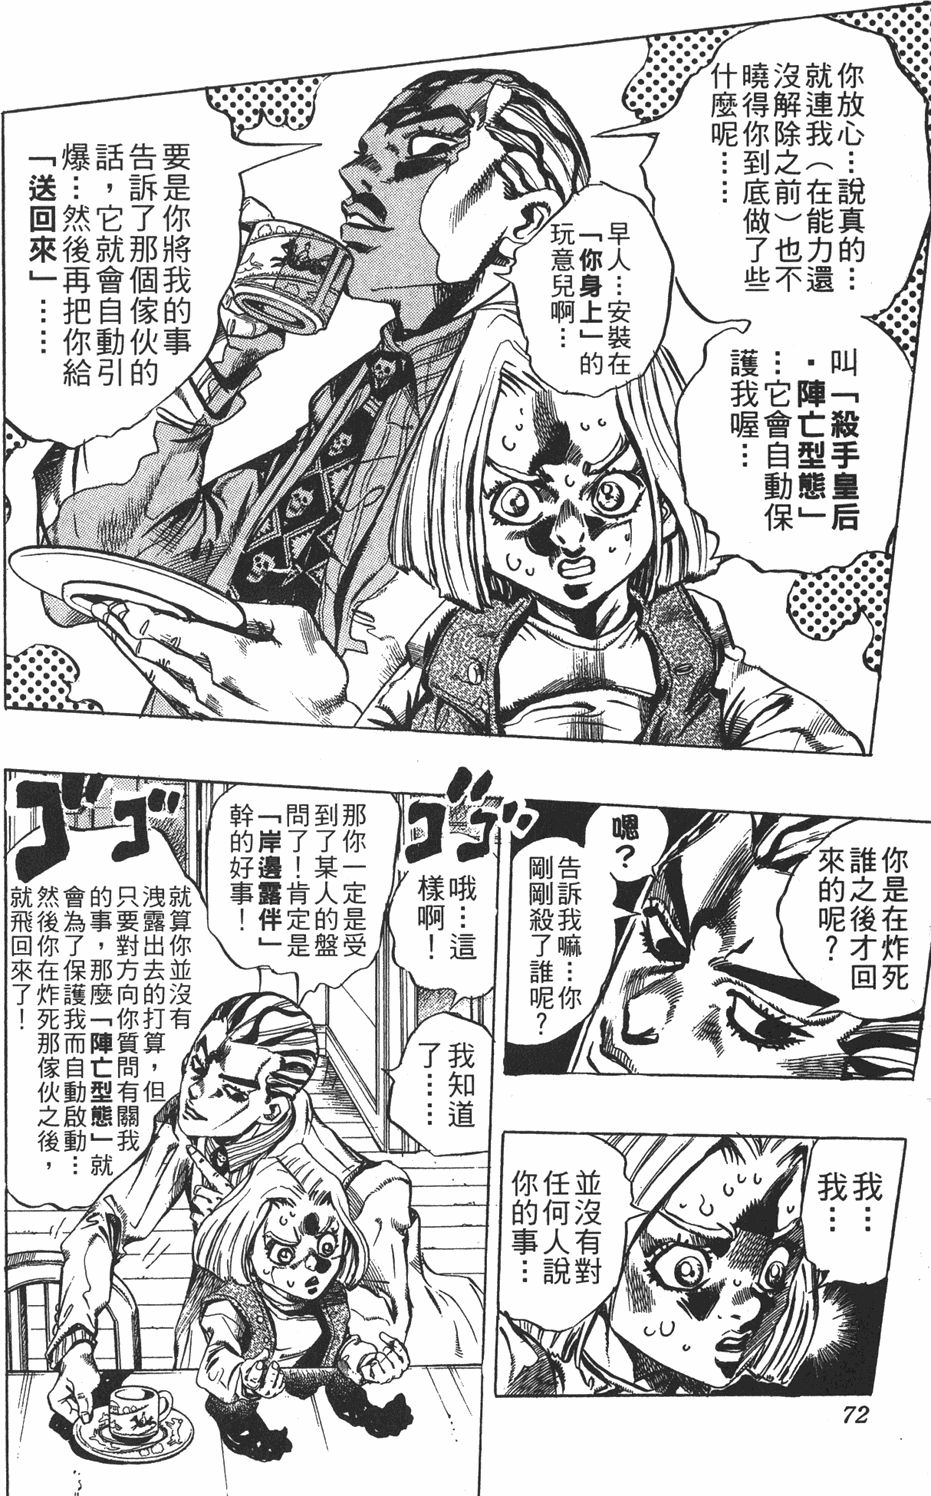 你放心…說真的…
就連我（在能力還
沒解除之前）也不
曉得你到底做了些
什麼呢……
叫「殺手皇后
・陣亡型態」
…它會自動保
護我喔…
早人…安裝在
「你身上」的
玩意兒啊…
要是你將我的事
告訴了那個傢伙的
話，它就會自動引
爆…然後再把你給
「送回來」……
你是在炸死
誰之後才回
來的呢？
嗯？
告訴我嘛…你
剛剛殺了誰呢？
我…
我…
並沒有對
任何人說
你的事…
ゴゴ
哦…這
樣啊！
我知道
了……
那你一定是受
到了某人的盤
問了！肯定是
「岸邊露伴」
幹的好事！
ゴゴ
就算你並沒有
洩露出去的打算，但
只要對方向你質問有關我
的事，那麼「陣亡型態」就
會為了保護我而自動啟動…
然後你在炸死那傢伙之後，
就飛回來了！
72